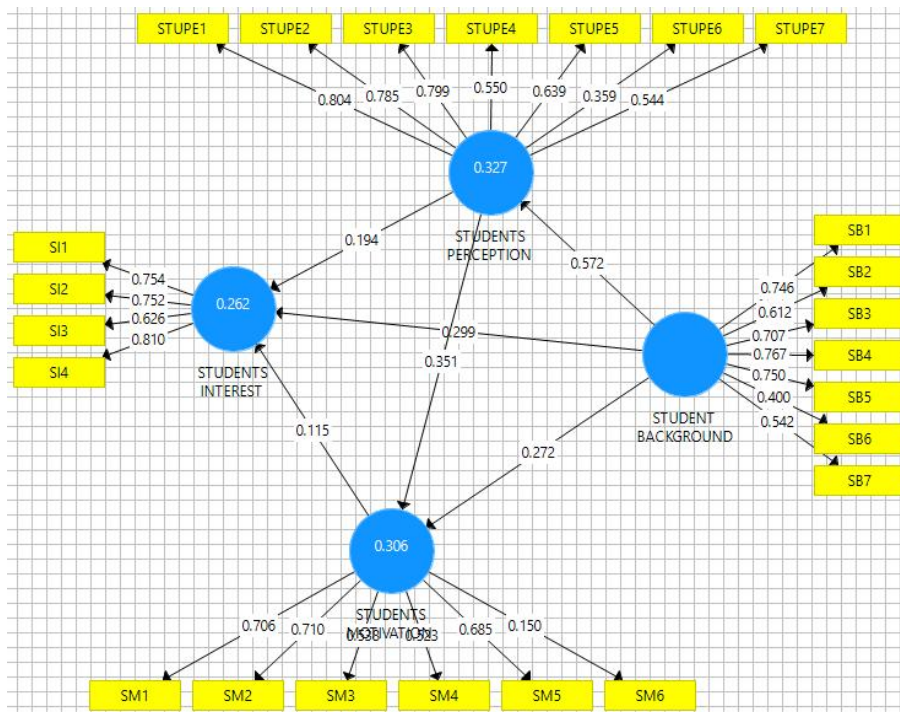 STUPE1 STUPE2 STUPE3 STUPE4 STUPE5 STUPE6 STUPE7
0.804 0.785 0.799 0.550 0.639 0.359 0.544
0.327
STUDENTS
PERCEPTION
0.194
0.572
SI1
SI2
SI3
SI4
0.754
0.752
0.626
0.810
0.262
STUDENTS
INTEREST
0.299
0.351
SB1
SB2
SB3
SB4
SB5
SB6
SB7
0.746
0.612
0.707
0.767
0.750
0.400
0.542
STUDENT
BACKGROUND
0.115
0.272
0.306
STUDENTS
MOTIVATION
0.706 0.710 0.685 0.150
SM1 SM2 SM3 SM4 SM5 SM6